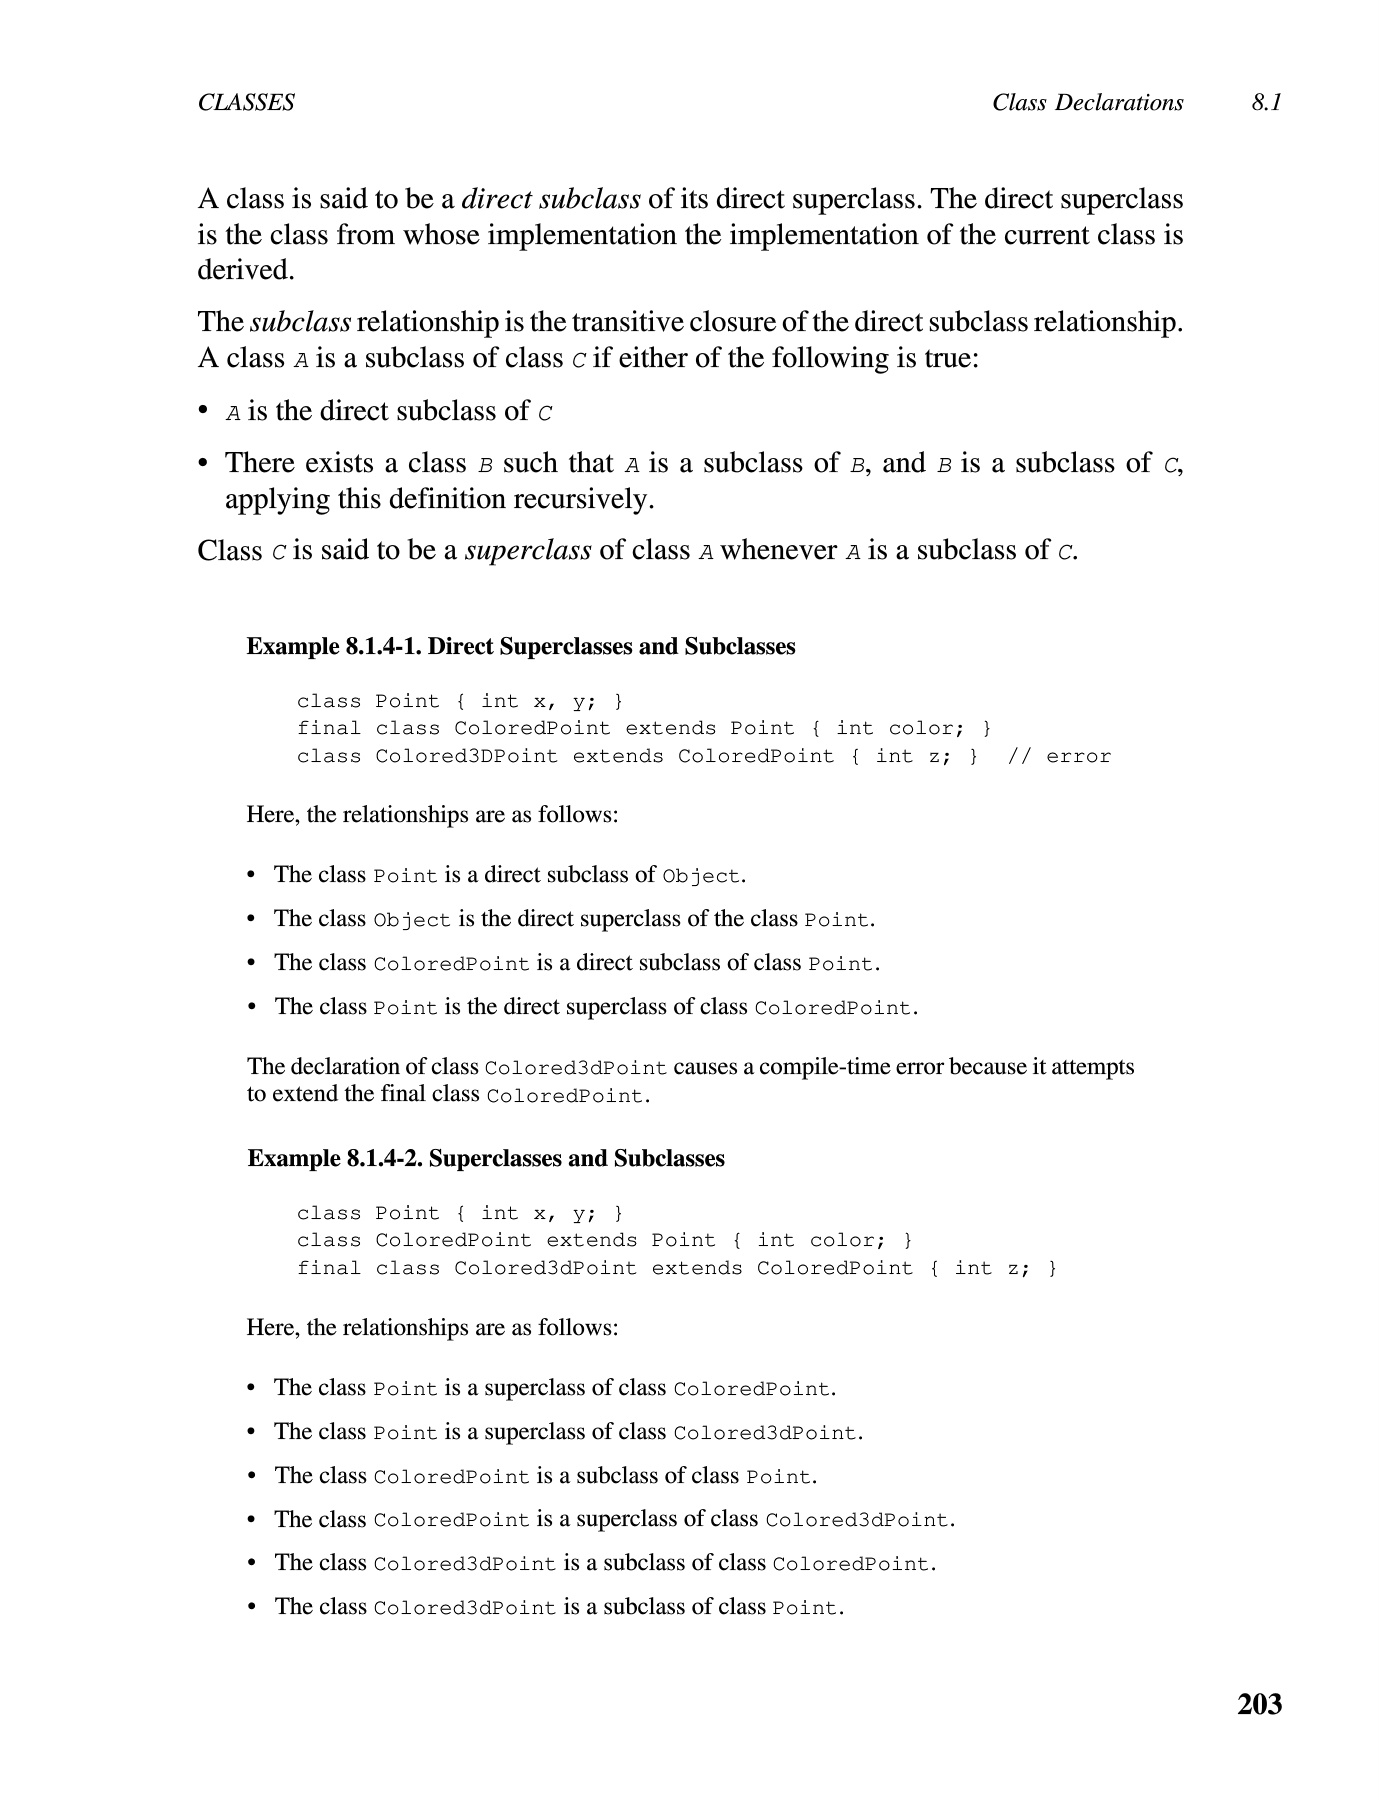 CLASSES Class Declarations 8.1
A class is said to be a direct subclass of its direct superclass. The direct superclass
is the class from whose implementation the implementation of the current class is
derived.
The subclass relationship is the transitive closure of the direct subclass relationship.
A class A is a subclass of class C if either of the following is true:
• A is the direct subclass of C
• There exists a class B such that A is a subclass of B, and B is a subclass of C,
applying this definition recursively.
Class C is said to be a superclass of class A whenever A is a subclass of C.
Example 8.1.4-1. Direct Superclasses and Subclasses
class Point { int x, y; }
final class ColoredPoint extends Point { int color; }
class Colored3DPoint extends ColoredPoint { int z; }  // error
Here, the relationships are as follows:
• The class Point is a direct subclass of Object.
• The class Object is the direct superclass of the class Point.
• The class ColoredPoint is a direct subclass of class Point.
• The class Point is the direct superclass of class ColoredPoint.
The declaration of class Colored3dPoint causes a compile-time error because it attempts
to extend the final class ColoredPoint.
Example 8.1.4-2. Superclasses and Subclasses
class Point { int x, y; }
class ColoredPoint extends Point { int color; }
final class Colored3dPoint extends ColoredPoint { int z; }
Here, the relationships are as follows:
• The class Point is a superclass of class ColoredPoint.
• The class Point is a superclass of class Colored3dPoint.
• The class ColoredPoint is a subclass of class Point.
• The class ColoredPoint is a superclass of class Colored3dPoint.
• The class Colored3dPoint is a subclass of class ColoredPoint.
• The class Colored3dPoint is a subclass of class Point.
203